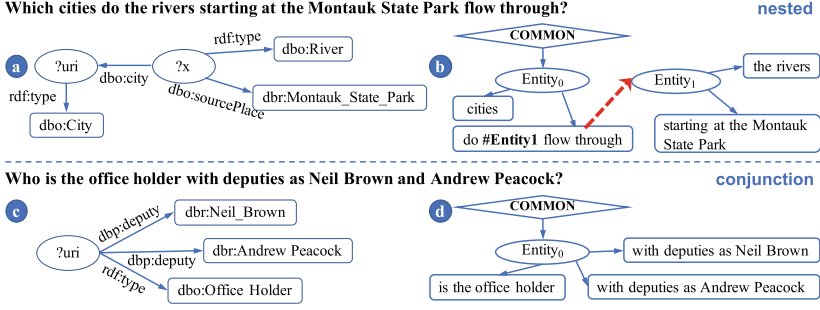 Which cities do the rivers starting at the Montauk State Park flow through?
nested
a
?uri
rdf:type
dbo:City
dbo:city
?x
rdf:type
dbo:River
dbo:sourcePlace
dbr:Montauk_State_Park
b
COMMON
Entity0
cities
do #Entity1 flow through
Entity1
the rivers
starting at the Montauk
State Park
Who is the office holder with deputies as Neil Brown and Andrew Peacock?
conjunction
c
?uri
dbp:deputy
dbr:Neil_Brown
dbp:deputy
dbr:Andrew Peacock
rdf:type
dbo:Office Holder
d
COMMON
Entity0
with deputies as Neil Brown
is the office holder
with deputies as Andrew Peacock